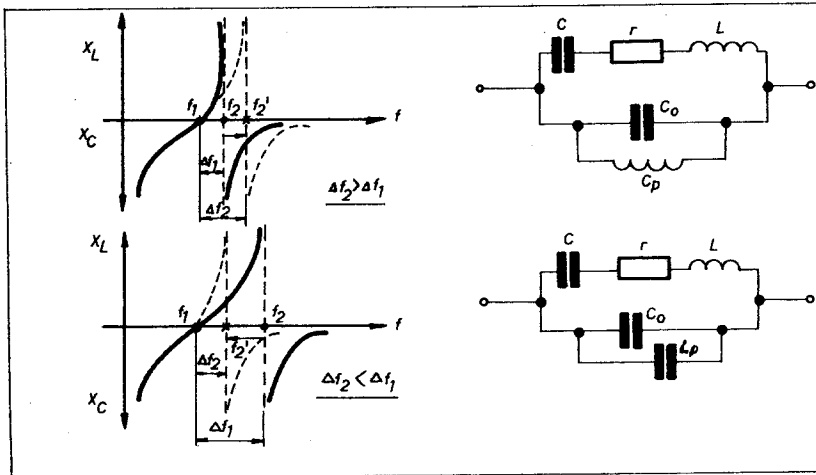 X_L
X_C
f_1
f_2
f_2'
f
Δf_1
Δf_2
Δf_2 > Δf_1
C
r
L
C_o
C_p
X_L
X_C
f_1
f_2'
f_2
f
Δf_2
Δf_1
Δf_2 < Δf_1
C
r
L
C_o
L_p